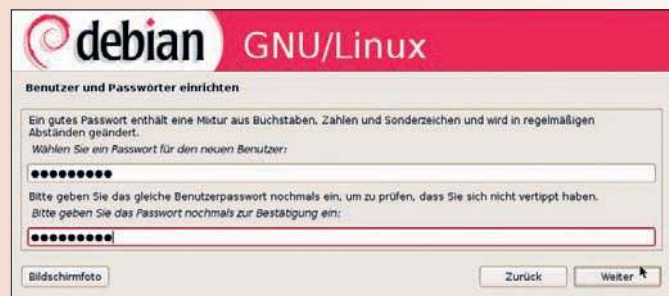 debian GNU/Linux
Benutzer und Passwörter einrichten
Ein gutes Passwort enthält eine Mixtur aus Buchstaben, Zahlen und Sonderzeichen und wird in regelmäßigen
Abständen geändert.
Wählen Sie ein Passwort für den neuen Benutzer:
●●●●●●●●●
Bitte geben Sie das gleiche Benutzerpasswort nochmals ein, um zu prüfen, dass Sie sich nicht vertippt haben.
Bitte geben Sie das Passwort nochmals zur Bestätigung ein:
●●●●●●●●●
Bildschirmfoto Zurück Weiter